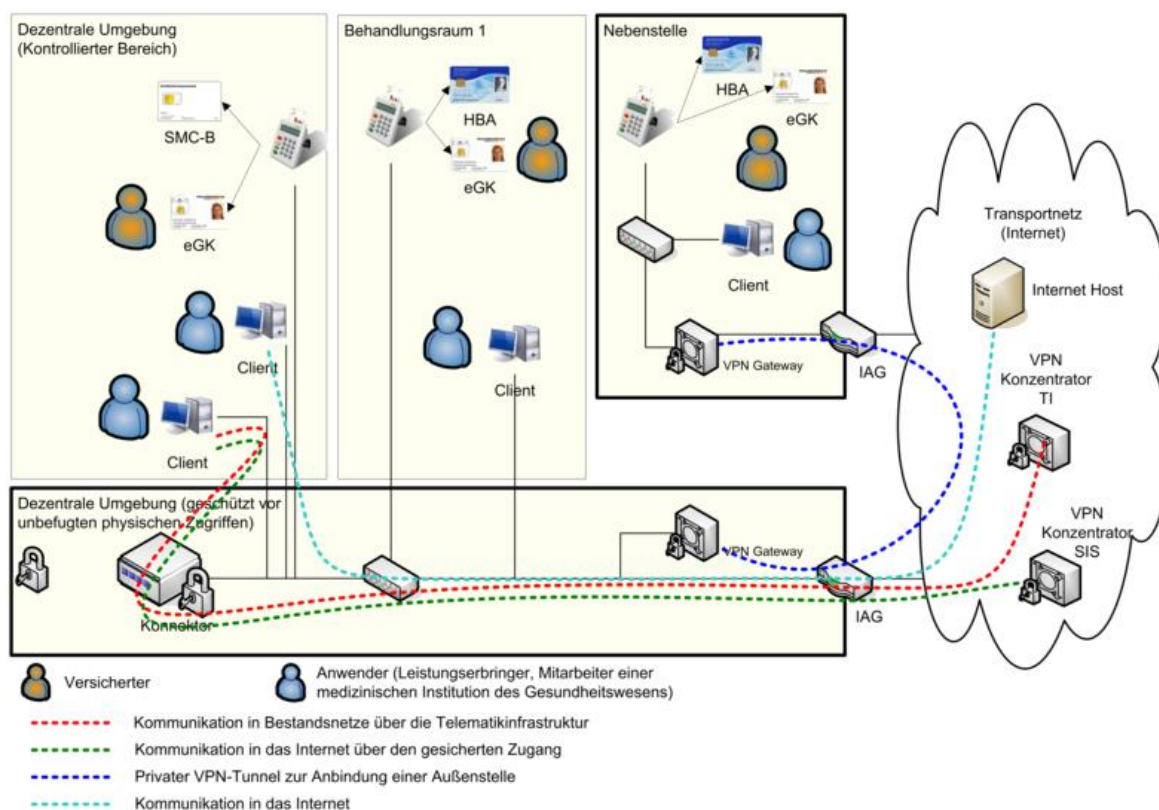 Dezentrale Umgebung
(Kontrollierter Bereich)
SMC-B
eGK
Client
Client
Behandlungsraum 1
HBA
eGK
Client
Nebenstelle
HBA
eGK
Client
VPN Gateway
IAG
Transportnetz
(Internet)
Internet Host
VPN
Konzentrator
TI
VPN
Konzentrator
SIS
Dezentrale Umgebung (geschützt vor
unbefugten physischen Zugriffen)
Konnektor
VPN Gateway
IAG
Versicherter
Anwender (Leistungserbringer, Mitarbeiter einer
medizinischen Institution des Gesundheitswesens)
Kommunikation in Bestandsnetze über die Telematikinfrastruktur
Kommunikation in das Internet über den gesicherten Zugang
Privater VPN-Tunnel zur Anbindung einer Außenstelle
Kommunikation in das Internet